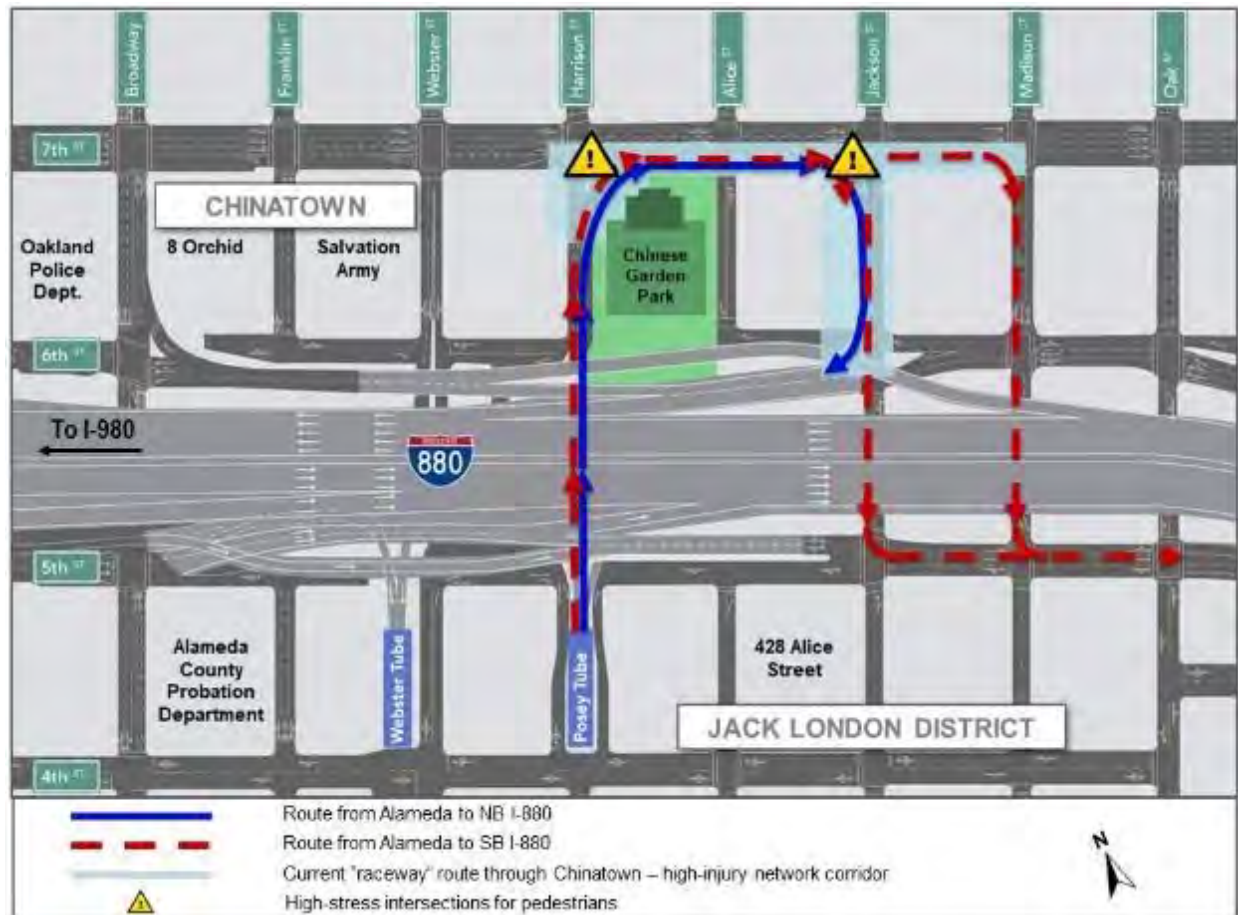 Broadway
Franklin ST
Webster ST
Harrison ST
Alice ST
Jackson ST
Madison ST
Oak ST
7th ST
!
!
CHINATOWN
Oakland
Police
Dept.
8 Orchid
Salvation
Army
Chinese
Garden
Park
6th ST
To I-980
880
5th ST
Alameda
County
Probation
Department
Webster Tube
Posey Tube
428 Alice
Street
JACK LONDON DISTRICT
4th ST
Route from Alameda to NB I-880
Route from Alameda to SB I-880
Current "raceway" route through Chinatown – high-injury network corridor
!
High-stress intersections for pedestrians
N